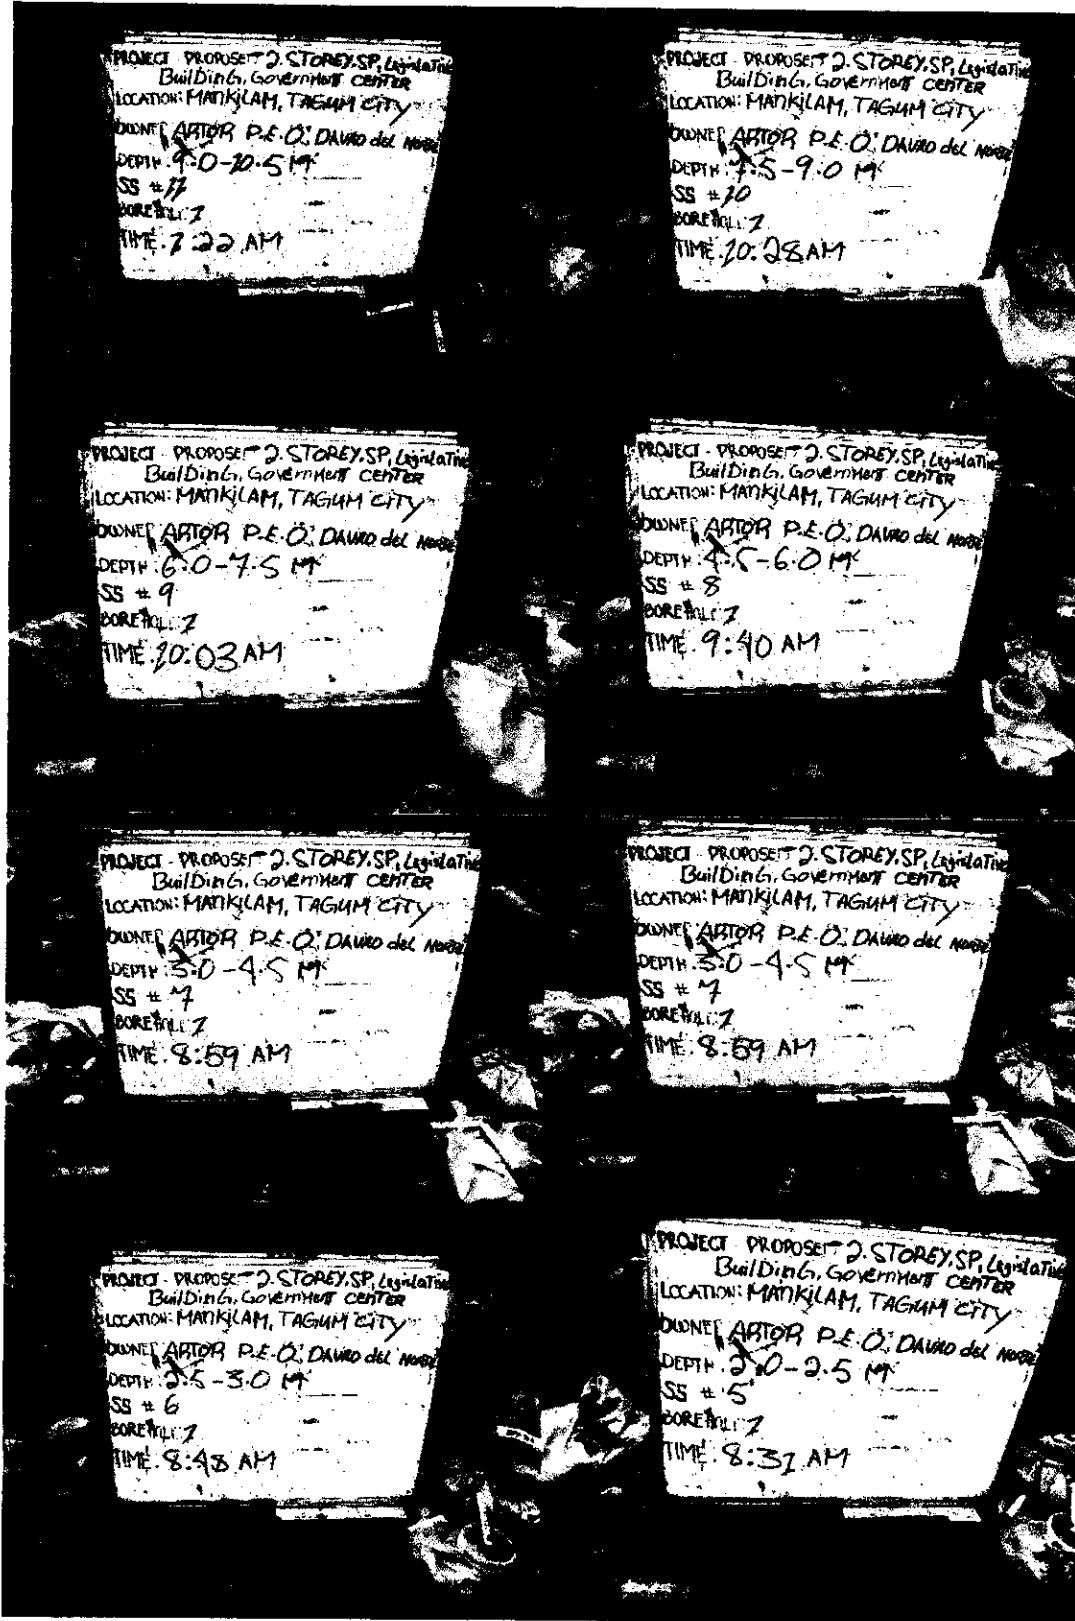 PROJECT - PROPOSET 2. STOREY. SP, LegislaTive
BuilDinG, GovernmenT CENTER
LOCATION: MANKILAM, TAGUM CITY
OWNER ARTOR P.E.O. DAVAO del NORTE
DEPTH . 9.0-10.5 M
SS # 11
BOREHOLE: 1
TIME . 1:22 AM
PROJECT - PROPOSET 2. STOREY. SP, LegislaTive
BuilDinG, GovernmenT CENTER
LOCATION: MANKILAM, TAGUM CITY
OWNER ARTOR P.E.O. DAVAO del NORTE
DEPTH . 7.5-9.0 M
SS # 10
BOREHOLE: 1
TIME . 10:28 AM
PROJECT - PROPOSET 2. STOREY. SP, LegislaTive
BuilDinG, GovernmenT CENTER
LOCATION: MANKILAM, TAGUM CITY
OWNER ARTOR P.E.O. DAVAO del NORTE
DEPTH . 6.0-7.5 M
SS # 9
BOREHOLE: 1
TIME . 10:03 AM
PROJECT - PROPOSET 2. STOREY. SP, LegislaTive
BuilDinG, GovernmenT CENTER
LOCATION: MANKILAM, TAGUM CITY
OWNER ARTOR P.E.O. DAVAO del NORTE
DEPTH . 4.5-6.0 M
SS # 8
BOREHOLE: 1
TIME . 9:40 AM
PROJECT - PROPOSET 2. STOREY. SP, LegislaTive
BuilDinG, GovernmenT CENTER
LOCATION: MANKILAM, TAGUM CITY
OWNER ARTOR P.E.O. DAVAO del NORTE
DEPTH . 3.0-4.5 M
SS # 7
BOREHOLE: 1
TIME . 8:59 AM
PROJECT - PROPOSET 2. STOREY. SP, LegislaTive
BuilDinG, GovernmenT CENTER
LOCATION: MANKILAM, TAGUM CITY
OWNER ARTOR P.E.O. DAVAO del NORTE
DEPTH . 3.0-4.5 M
SS # 7
BOREHOLE: 1
TIME . 8:59 AM
PROJECT - PROPOSET 2. STOREY. SP, LegislaTive
BuilDinG, GovernmenT CENTER
LOCATION: MANKILAM, TAGUM CITY
OWNER ARTOR P.E.O. DAVAO del NORTE
DEPTH . 2.5-3.0 M
SS # 6
BOREHOLE: 1
TIME . 8:48 AM
PROJECT - PROPOSET 2. STOREY. SP, LegislaTive
BuilDinG, GovernmenT CENTER
LOCATION: MANKILAM, TAGUM CITY
OWNER ARTOR P.E.O. DAVAO del NORTE
DEPTH . 2.0-2.5 M
SS # 5
BOREHOLE: 1
TIME . 8:31 AM